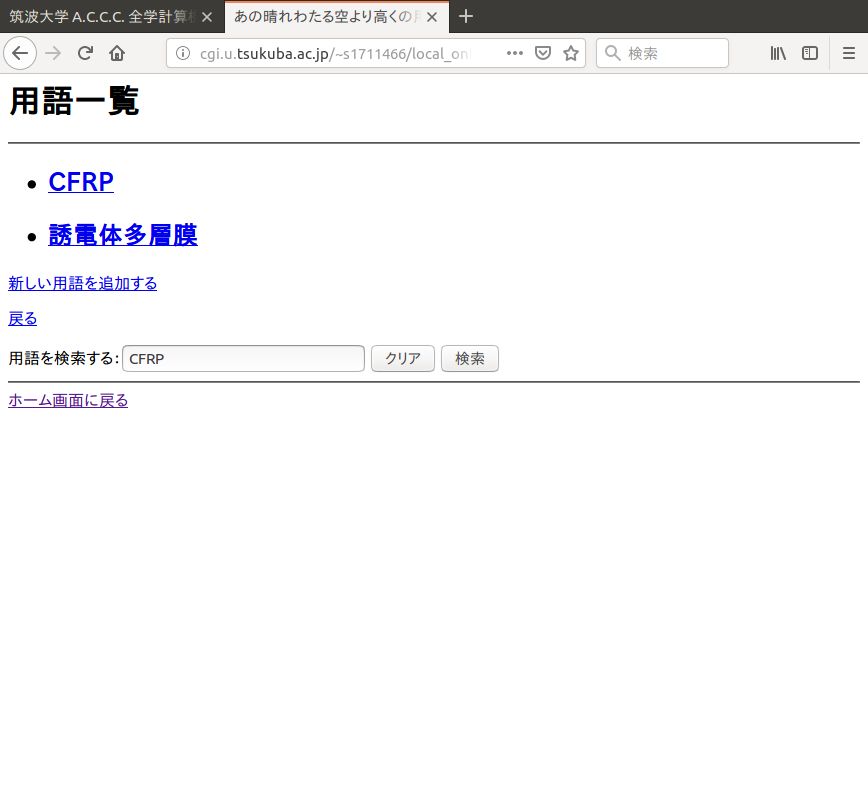 筑波大学 A.C.C.C. 全学計算
あの晴れわたる空より高くの
cgi.u.tsukuba.ac.jp/~s1711466/local_on
検索
用語一覧
CFRP
誘電体多層膜
新しい用語を追加する
戻る
用語を検索する: CFRP クリア 検索
ホーム画面に戻る